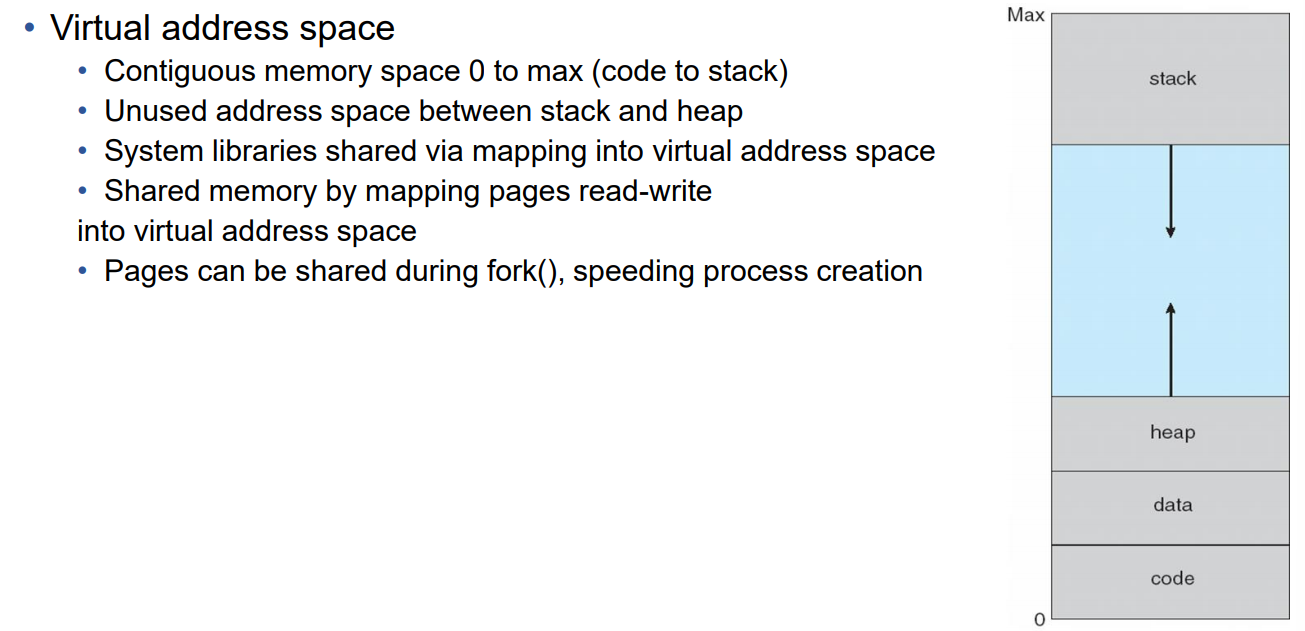 • Virtual address space
• Contiguous memory space 0 to max (code to stack)
• Unused address space between stack and heap
• System libraries shared via mapping into virtual address space
• Shared memory by mapping pages read-write
into virtual address space
• Pages can be shared during fork(), speeding process creation
Max
stack
heap
data
code
0